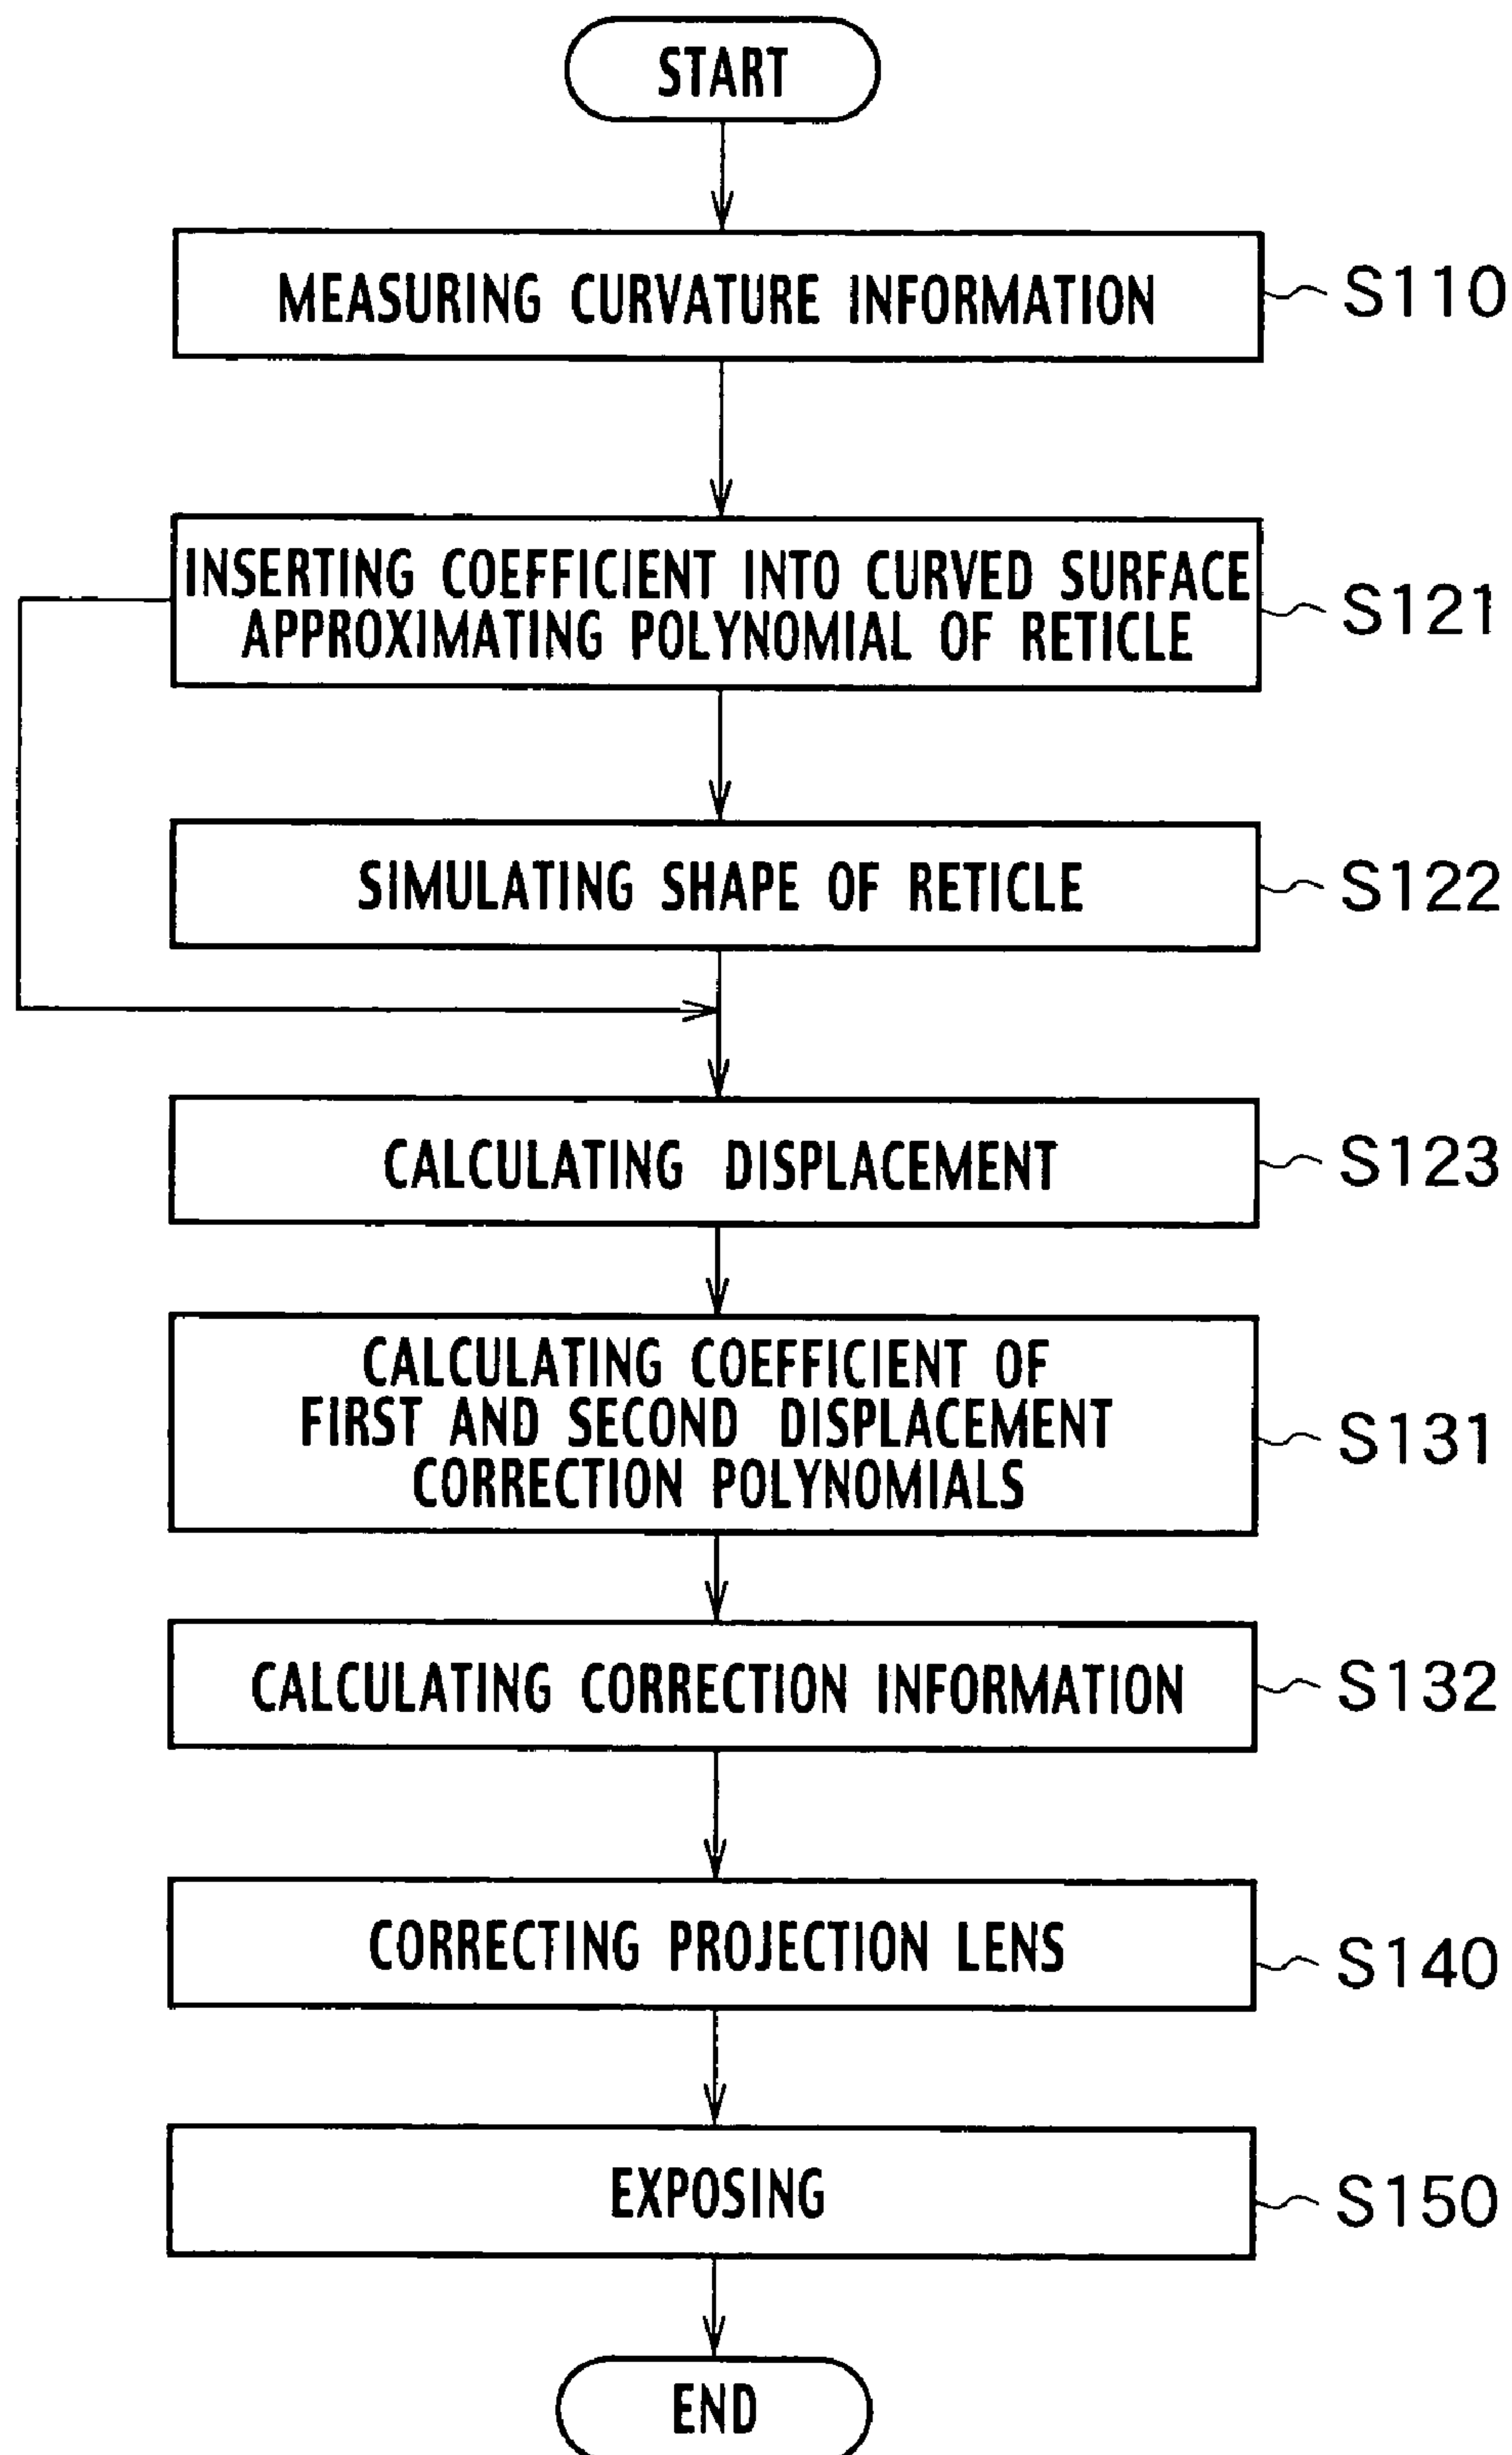 START
MEASURING CURVATURE INFORMATION
S110
INSERTING COEFFICIENT INTO CURVED SURFACE
APPROXIMATING POLYNOMIAL OF RETICLE
S121
SIMULATING SHAPE OF RETICLE
S122
CALCULATING DISPLACEMENT
S123
CALCULATING COEFFICIENT OF
FIRST AND SECOND DISPLACEMENT
CORRECTION POLYNOMIALS
S131
CALCULATING CORRECTION INFORMATION
S132
CORRECTING PROJECTION LENS
S140
EXPOSING
S150
END